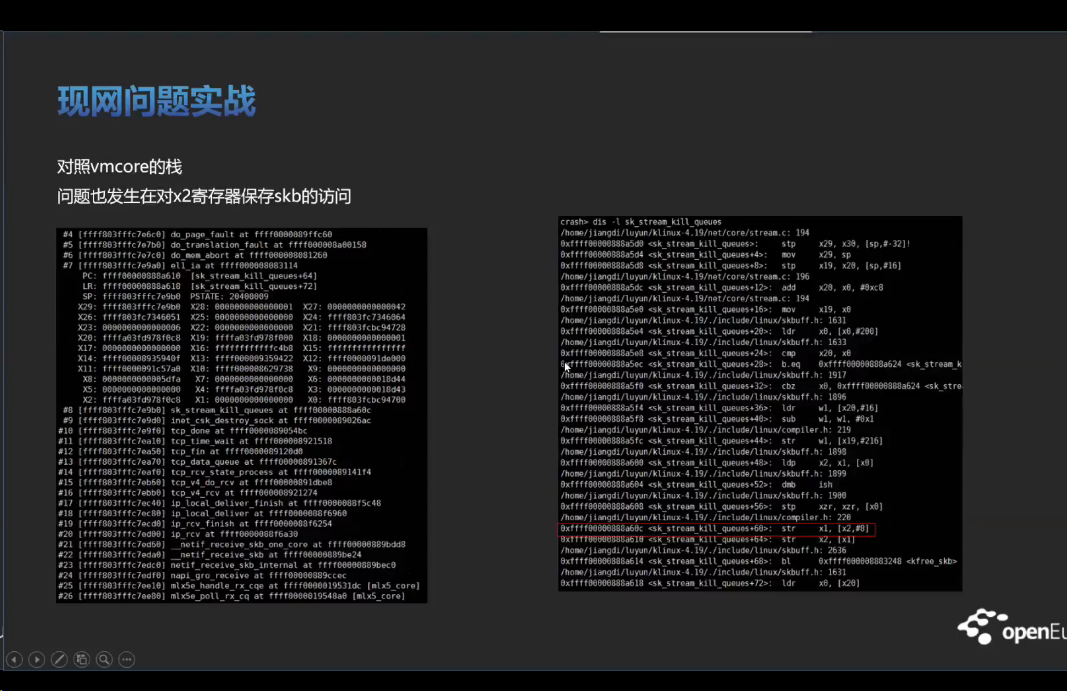 现网问题实战
对照vmcore的栈
问题也发生在对x2寄存器保存skb的访问
#4 [ffff803fffc7e6c0] do_page_fault at ffff0000089ffc60
#5 [ffff803fffc7e7b0] do_translation_fault at ffff000008a00158
#6 [ffff803fffc7e7c0] do_mem_abort at ffff000008081260
#7 [ffff803fffc7e9a0] el1_ia at ffff000008083114
PC: ffff00000888a610 [sk_stream_kill_queues+64]
LR: ffff00000888a618 [sk_stream_kill_queues+72]
SP: ffff803fffc7e9b0 PSTATE: 20400009
X29: ffff803fffc7e9b0 X28: 0000000000000001 X27: 0000000000000042
X26: ffff803fc7346051 X25: 0000000000000000 X24: ffff803fc7346064
X23: 0000000000000006 X22: 0000000000000000 X21: ffff803fcbc94728
X20: ffffa03fd978f0c8 X19: ffffa03fd978f000 X18: 0000000000000001
X17: 0000000000000000 X16: ffffffffffffc4b8 X15: ffffffffffffffff
X14: ffff00000935940f X13: ffff000009359422 X12: ffff0000091de000
X11: ffff0000091c57a0 X10: ffff000008629738 X9: 0000000000000000
X8: 0000000000005dfa X7: 0000000000000000 X6: 0000000000018d44
X5: 0000000000000000 X4: ffffa03fd978f0c8 X3: 0000000000018d43
X2: ffffa03fd978f0c8 X1: 0000000000000000 X0: ffff803fcbc94700
#8 [ffff803fffc7e9b0] sk_stream_kill_queues at ffff00000888a60c
#9 [ffff803fffc7e9d0] inet_csk_destroy_sock at ffff0000089026ac
#10 [ffff803fffc7e9f0] tcp_done at ffff0000089054bc
#11 [ffff803fffc7ea10] tcp_time_wait at ffff000008921518
#12 [ffff803fffc7ea50] tcp_fin at ffff0000089120d0
#13 [ffff803fffc7ea70] tcp_data_queue at ffff00000891367c
#14 [ffff803fffc7eaf0] tcp_rcv_state_process at ffff0000089141f4
#15 [ffff803fffc7eb60] tcp_v4_do_rcv at ffff00000891dbe8
#16 [ffff803fffc7ebb0] tcp_v4_rcv at ffff000008921274
#17 [ffff803fffc7ec40] ip_local_deliver_finish at ffff0000088f5c48
#18 [ffff803fffc7ec80] ip_local_deliver at ffff0000088f6960
#19 [ffff803fffc7ecd0] ip_rcv_finish at ffff0000088f6254
#20 [ffff803fffc7ed00] ip_rcv at ffff0000088f6a30
#21 [ffff803fffc7ed60] __netif_receive_skb_one_core at ffff00000889bdd8
#22 [ffff803fffc7eda0] __netif_receive_skb at ffff00000889be24
#23 [ffff803fffc7edc0] netif_receive_skb_internal at ffff00000889bec0
#24 [ffff803fffc7edf0] napi_gro_receive at ffff00000889ccec
#25 [ffff803fffc7ee10] mlx5e_handle_rx_cqe at ffff0000019531dc [mlx5_core]
#26 [ffff803fffc7ee80] mlx5e_poll_rx_cq at ffff0000019548a0 [mlx5_core]
crash> dis -l sk_stream_kill_queues
/home/jiangdi/luyun/klinux-4.19/net/core/stream.c: 194
0xffff00000888a5d0 <sk_stream_kill_queues>: stp x29, x30, [sp,#-32]!
0xffff00000888a5d4 <sk_stream_kill_queues+4>: mov x29, sp
0xffff00000888a5d8 <sk_stream_kill_queues+8>: stp x19, x20, [sp,#16]
/home/jiangdi/luyun/klinux-4.19/net/core/stream.c: 196
0xffff00000888a5dc <sk_stream_kill_queues+12>: add x20, x0, #0xc8
/home/jiangdi/luyun/klinux-4.19/net/core/stream.c: 194
0xffff00000888a5e0 <sk_stream_kill_queues+16>: mov x19, x0
/home/jiangdi/luyun/klinux-4.19/./include/linux/skbuff.h: 1631
0xffff00000888a5e4 <sk_stream_kill_queues+20>: ldr x0, [x0,#200]
/home/jiangdi/luyun/klinux-4.19/./include/linux/skbuff.h: 1633
0xffff00000888a5e8 <sk_stream_kill_queues+24>: cmp x20, x0
0xffff00000888a5ec <sk_stream_kill_queues+28>: b.eq 0xffff00000888a624 <sk_stream_k
/home/jiangdi/luyun/klinux-4.19/./include/linux/skbuff.h: 1917
0xffff00000888a5f0 <sk_stream_kill_queues+32>: cbz x0, 0xffff00000888a624 <sk_stre
/home/jiangdi/luyun/klinux-4.19/./include/linux/skbuff.h: 1896
0xffff00000888a5f4 <sk_stream_kill_queues+36>: ldr w1, [x20,#16]
0xffff00000888a5f8 <sk_stream_kill_queues+40>: sub w1, w1, #0x1
/home/jiangdi/luyun/klinux-4.19/./include/linux/compiler.h: 219
0xffff00000888a5fc <sk_stream_kill_queues+44>: str w1, [x19,#216]
/home/jiangdi/luyun/klinux-4.19/./include/linux/skbuff.h: 1898
0xffff00000888a600 <sk_stream_kill_queues+48>: ldp x2, x1, [x0]
/home/jiangdi/luyun/klinux-4.19/./include/linux/skbuff.h: 1899
0xffff00000888a604 <sk_stream_kill_queues+52>: dmb ish
/home/jiangdi/luyun/klinux-4.19/./include/linux/skbuff.h: 1900
0xffff00000888a608 <sk_stream_kill_queues+56>: stp xzr, xzr, [x0]
/home/jiangdi/luyun/klinux-4.19/./include/linux/compiler.h: 220
0xffff00000888a60c <sk_stream_kill_queues+60>: str x1, [x2,#8]
0xffff00000888a610 <sk_stream_kill_queues+64>: str x2, [x1]
/home/jiangdi/luyun/klinux-4.19/./include/linux/skbuff.h: 2636
0xffff00000888a614 <sk_stream_kill_queues+68>: bl 0xffff000008883248 <kfree_skb>
/home/jiangdi/luyun/klinux-4.19/./include/linux/skbuff.h: 1631
0xffff00000888a618 <sk_stream_kill_queues+72>: ldr x0, [x20]
openEu